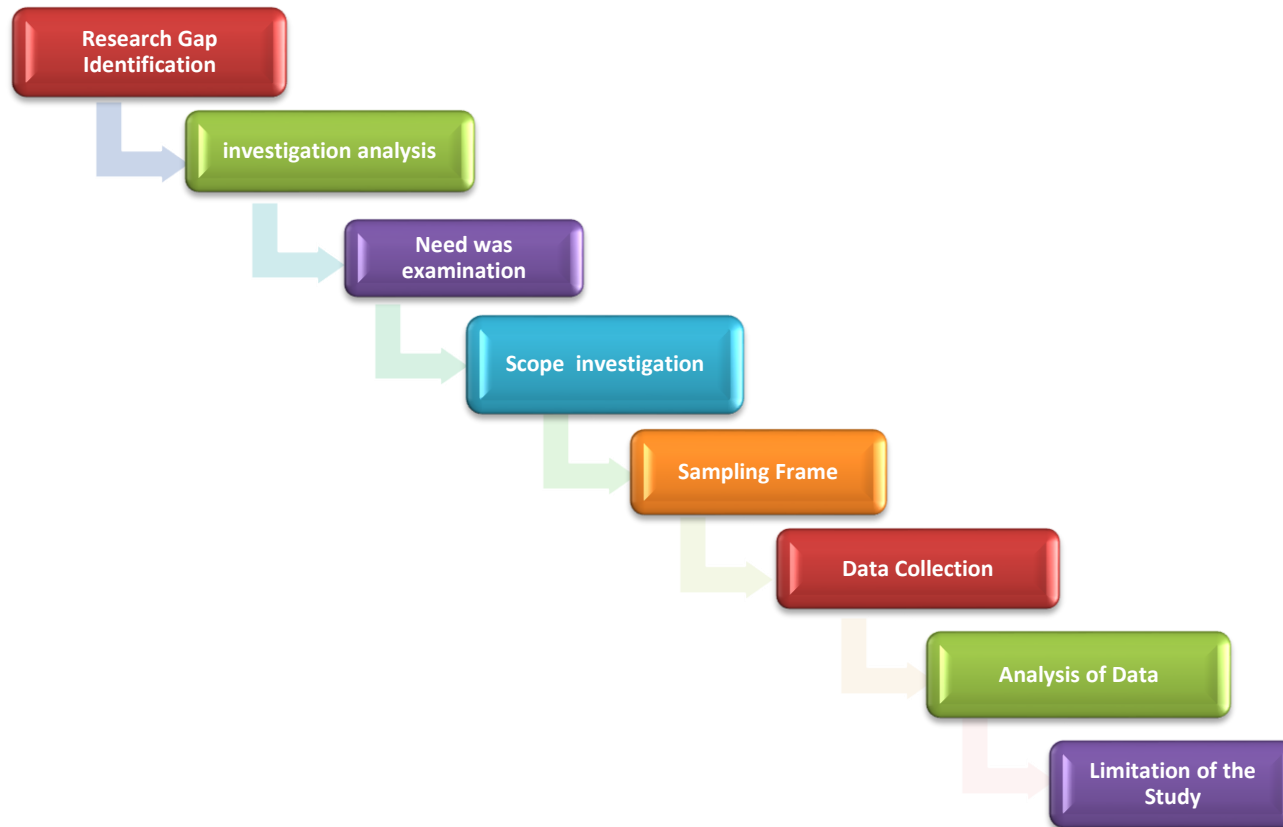 Research Gap
Identification
investigation analysis
Need was
examination
Scope  investigation
Sampling Frame
Data Collection
Analysis of Data
Limitation of the
Study